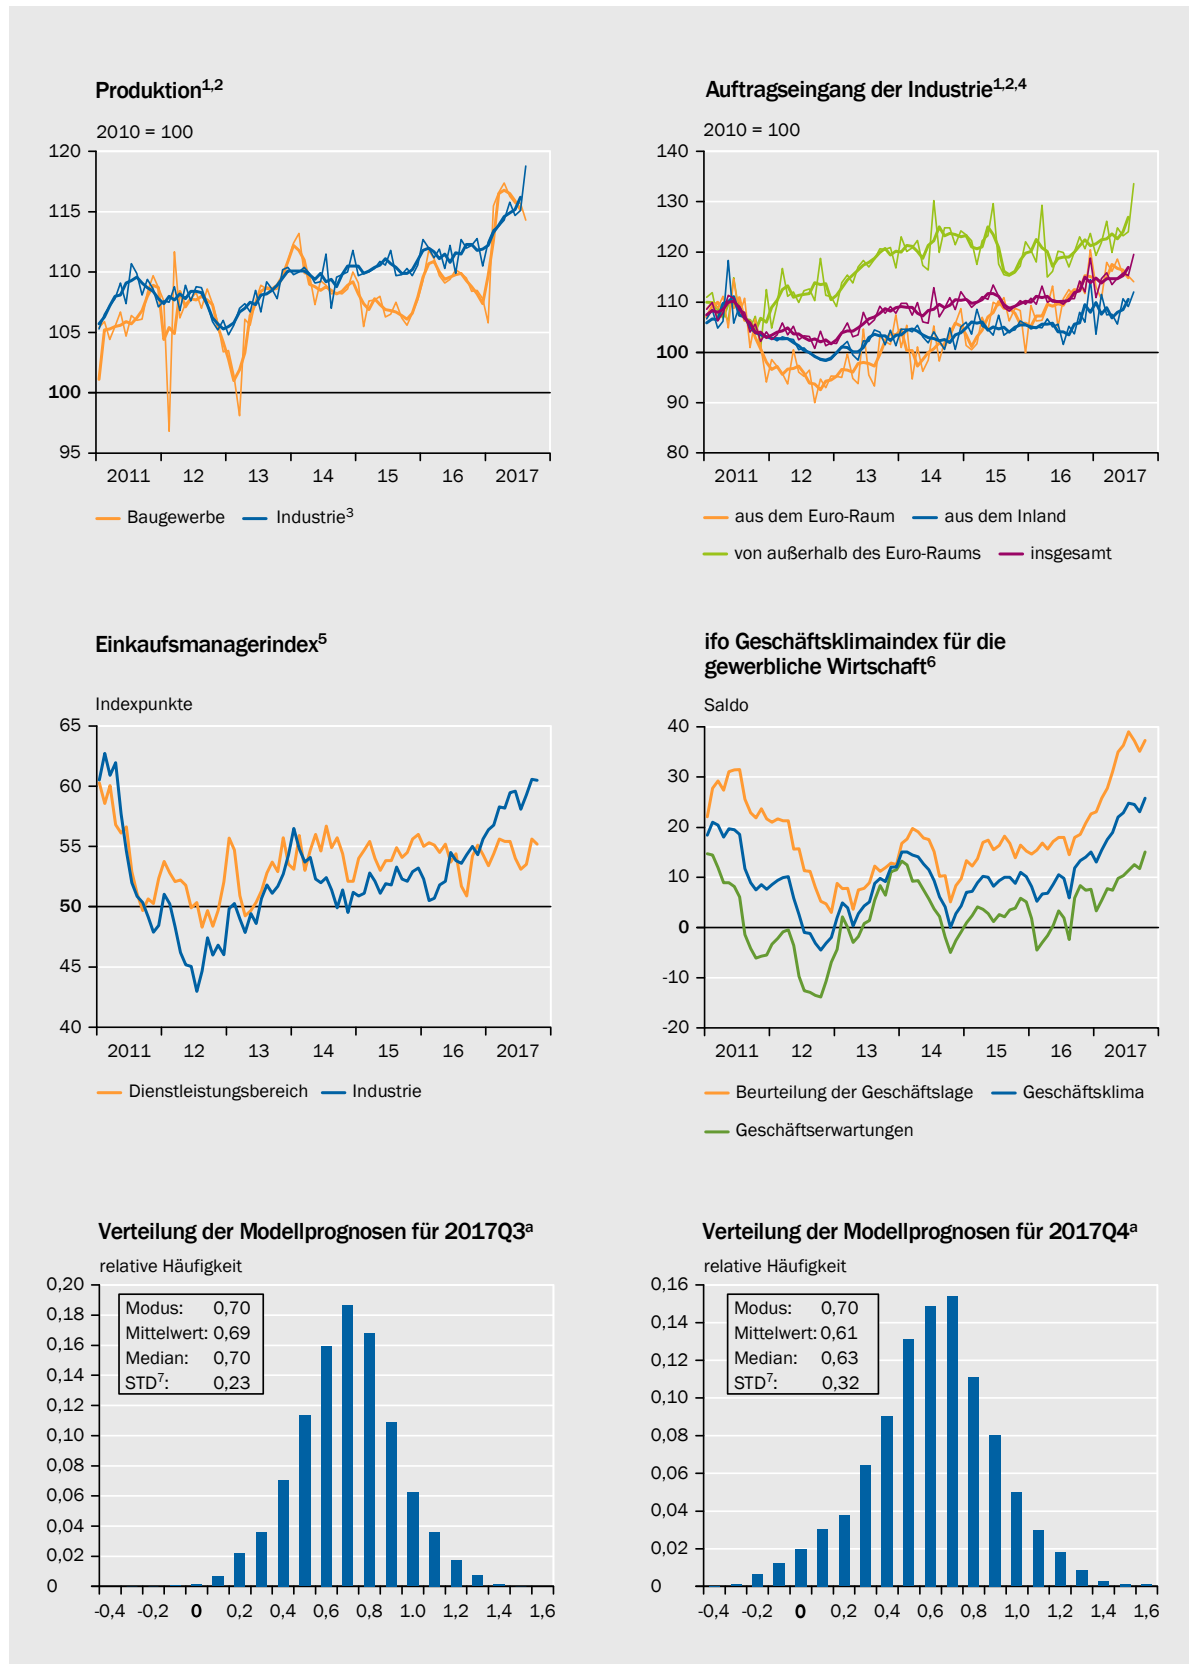 Produktion1,2
2010 = 100
120
115
110
105
100
95
2011 12 13 14 15 16 2017
Baugewerbe Industrie3
Auftragseingang der Industrie1,2,4
2010 = 100
140
130
120
110
100
90
80
2011 12 13 14 15 16 2017
aus dem Euro-Raum aus dem Inland
von außerhalb des Euro-Raums insgesamt
Einkaufsmanagerindex5
Indexpunkte
65
60
55
50
45
40
2011 12 13 14 15 16 2017
Dienstleistungsbereich Industrie
ifo Geschäftsklimaindex für die
gewerbliche Wirtschaft6
Saldo
40
30
20
10
0
-10
-20
2011 12 13 14 15 16 2017
Beurteilung der Geschäftslage Geschäftsklima
Geschäftserwartungen
Verteilung der Modellprognosen für 2017Q3a
relative Häufigkeit
0,20
0,18
0,16
0,14
0,12
0,10
0,08
0,06
0,04
0,02
0
Modus: 0,70
Mittelwert: 0,69
Median: 0,70
STD7: 0,23
-0,4 -0,2 0 0,2 0,4 0,6 0,8 1.0 1,2 1,4 1,6
Verteilung der Modellprognosen für 2017Q4a
relative Häufigkeit
0,16
0,14
0,12
0,10
0,08
0,06
0,04
0,02
0
Modus: 0,70
Mittelwert: 0,61
Median: 0,63
STD7: 0,32
-0,4 -0,2 0 0,2 0,4 0,6 0,8 1,0 1,2 1,4 1,6